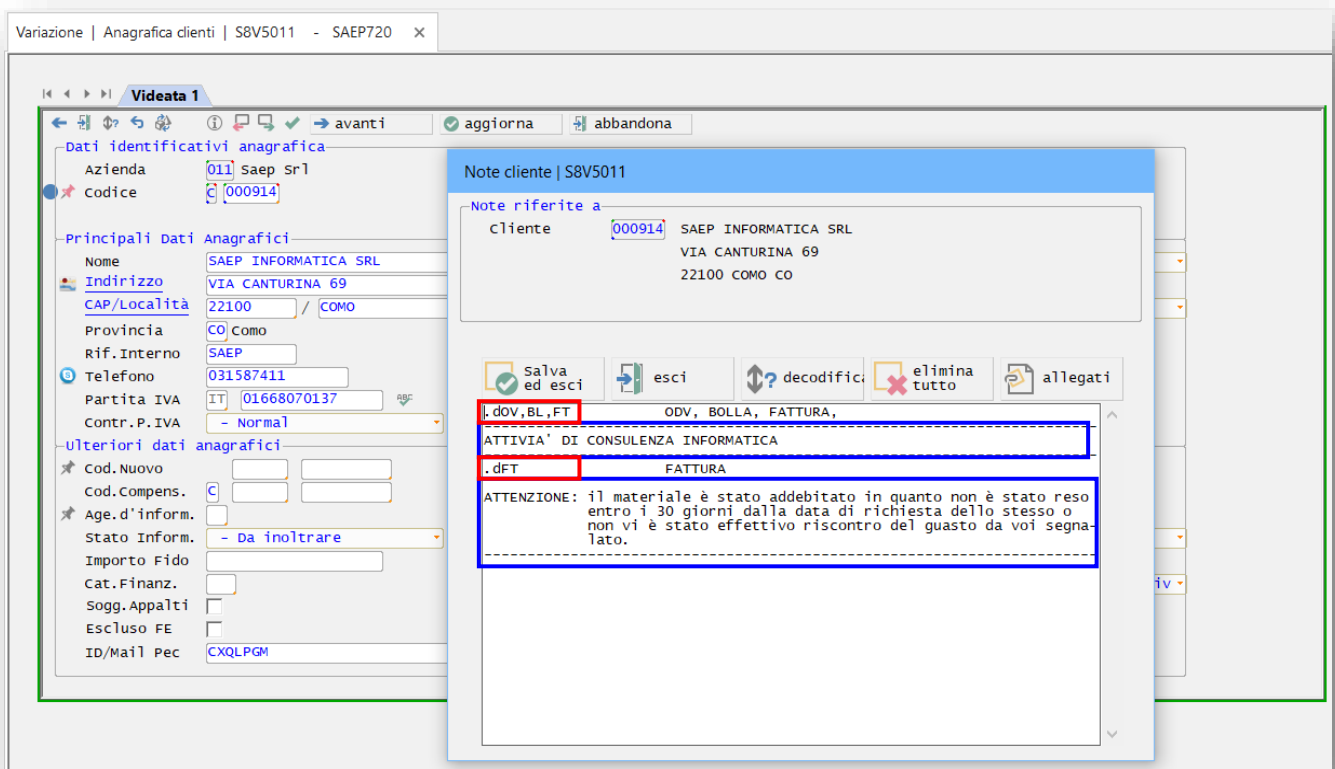 Variazione | Anagrafica clienti | S8V5011 - SAEP720 ×
Videata 1
avanti aggiorna abbandona
Dati identificativi anagrafica
Azienda 011 Saep Srl
Codice C 000914
Principali Dati Anagrafici
Nome SAEP INFORMATICA SRL
Indirizzo VIA CANTURINA 69
CAP/Località 22100 / COMO
Provincia CO Como
Rif.Interno SAEP
Telefono 031587411
Partita IVA IT 01668070137 ABC
Contr.P.IVA - Normal
Ulteriori dati anagrafici
Cod.Nuovo
Cod.Compens. C
Age.d'inform.
Stato Inform. - Da inoltrare
Importo Fido
Cat.Finanz.
Sogg.Appalti
Escluso FE
ID/Mail Pec CXQLPGM
iv
Note cliente | S8V5011
Note riferite a
Cliente 000914 SAEP INFORMATICA SRL
VIA CANTURINA 69
22100 COMO CO
Salva ed esci
esci
decodifica
elimina tutto
allegati
.dOV,BL,FT ODV, BOLLA, FATTURA,
ATTIVIA' DI CONSULENZA INFORMATICA
.dFT FATTURA
ATTENZIONE: il materiale è stato addebitato in quanto non è stato reso
entro i 30 giorni dalla data di richiesta dello stesso o
non vi è stato effettivo riscontro del guasto da voi segna-
lato.